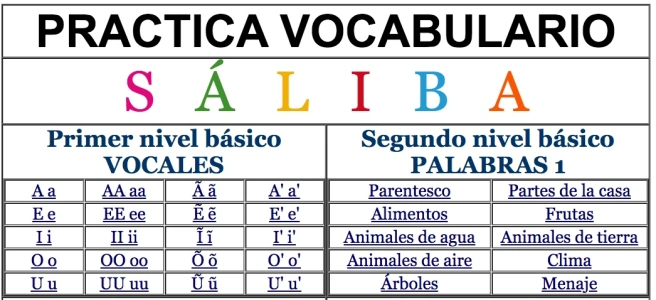 PRACTICA VOCABULARIO
S Á L I B A
Primer nivel básico
VOCALES
Segundo nivel básico
PALABRAS 1
A a AA aa Ã ã A' a' Parentesco Partes de la casa
E e EE ee Ẽ ẽ E' e' Alimentos Frutas
I i II ii Ĩ ĩ I' i' Animales de agua Animales de tierra
O o OO oo Õ õ O' o' Animales de aire Clima
U u UU uu Ũ ũ U' u' Árboles Menaje